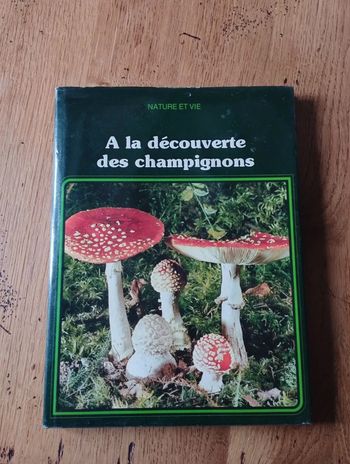 NATURE ET VIE
A la découverte
des champignons